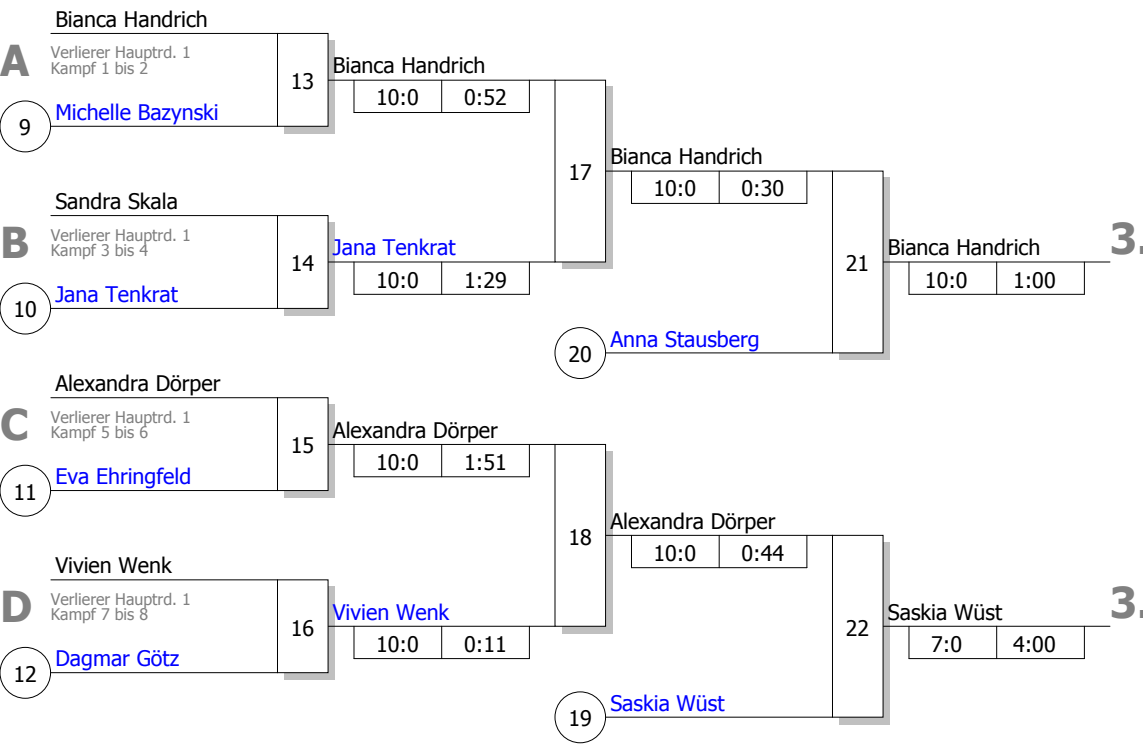 Bianca Handrich
A
Verlierer Hauptrd. 1
Kampf 1 bis 2
13
Bianca Handrich
10:0 0:52
9
Michelle Bazynski
17
Bianca Handrich
10:0 0:30
Sandra Skala
B
Verlierer Hauptrd. 1
Kampf 3 bis 4
14
Jana Tenkrat
10:0 1:29
10
Jana Tenkrat
21
Bianca Handrich
10:0 1:00
3.
20
Anna Stausberg
Alexandra Dörper
C
Verlierer Hauptrd. 1
Kampf 5 bis 6
15
Alexandra Dörper
10:0 1:51
11
Eva Ehringfeld
18
Alexandra Dörper
10:0 0:44
Vivien Wenk
D
Verlierer Hauptrd. 1
Kampf 7 bis 8
16
Vivien Wenk
10:0 0:11
12
Dagmar Götz
22
Saskia Wüst
7:0 4:00
3.
19
Saskia Wüst